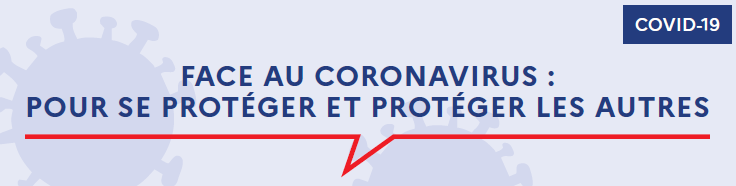 COVID-19
FACE AU CORONAVIRUS :
POUR SE PROTÉGER ET PROTÉGER LES AUTRES